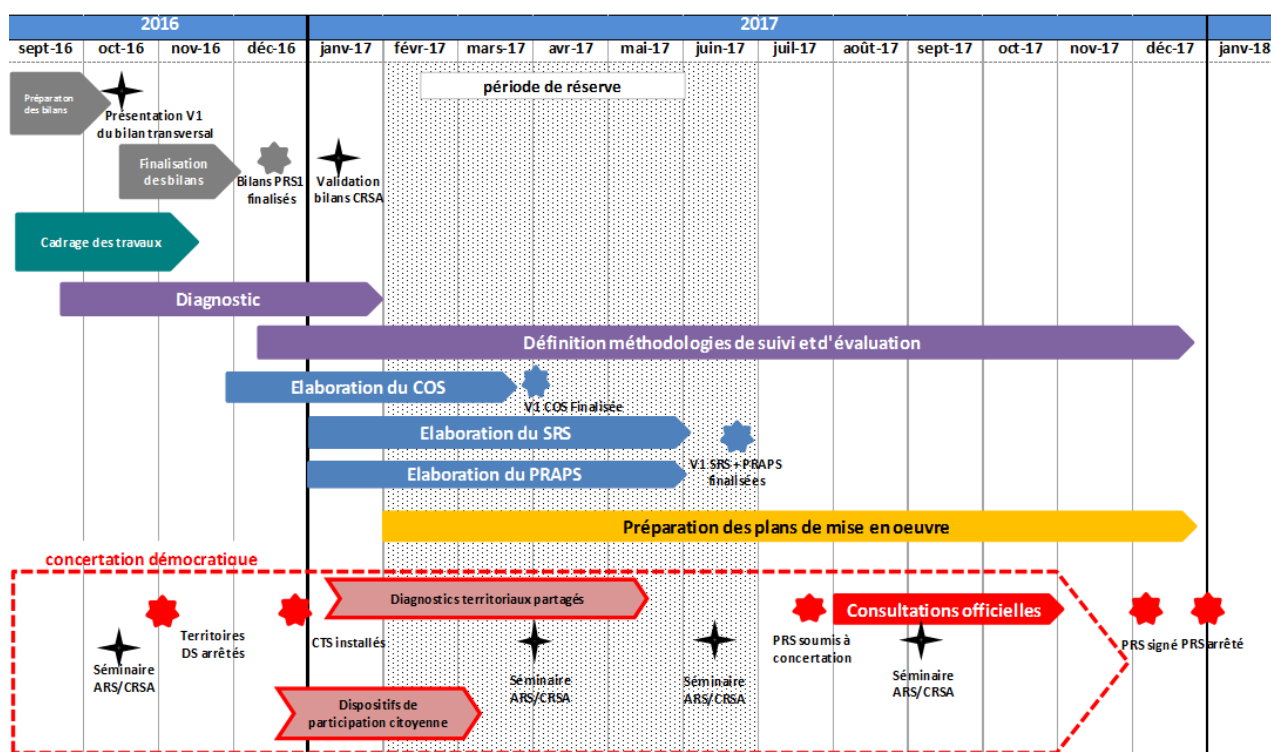 2016
2017
sept-16 oct-16 nov-16 déc-16 janv-17 févr-17 mars-17 avr-17 mai-17 juin-17 juil-17 août-17 sept-17 oct-17 nov-17 déc-17 janv-18
période de réserve
Préparaton
des bilans
Présentation V1
du bilan transversal
Finalisation
des bilans
Bilans PRS1
finalisés
Validation
bilans CRSA
Cadrage des travaux
Diagnostic
Définition méthodologies de suivi et d'évaluation
Elaboration du COS
V1 COS Finalisée
Elaboration du SRS
Elaboration du PRAPS
V1 SRS + PRAPS
finalisées
Préparation des plans de mise en oeuvre
concertation démocratique
Diagnostics territoriaux partagés
Consultations officielles
Territoires
DS arrêtés
CTS installés
PRS soumis à
concertation
PRS signé PRS arrêté
Séminaire
ARS/CRSA
Séminaire
ARS/CRSA
Séminaire
ARS/CRSA
Séminaire
ARS/CRSA
Dispositifs de
participation citoyenne